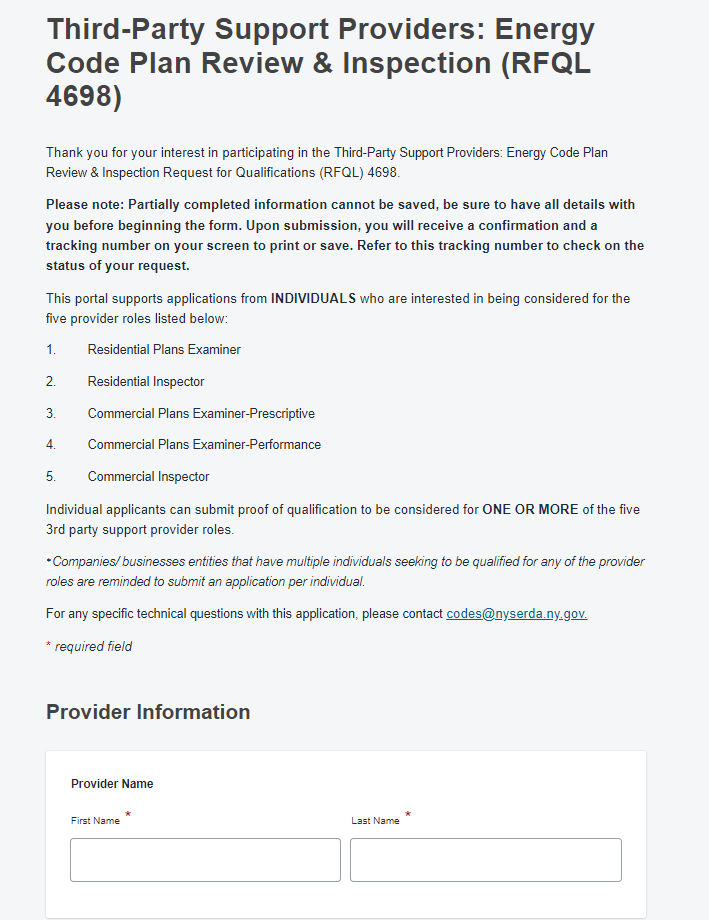 Third-Party Support Providers: Energy
Code Plan Review & Inspection (RFQL
4698)
Thank you for your interest in participating in the Third-Party Support Providers: Energy Code Plan
Review & Inspection Request for Qualifications (RFQL) 4698.
Please note: Partially completed information cannot be saved, be sure to have all details with
you before beginning the form. Upon submission, you will receive a confirmation and a
tracking number on your screen to print or save. Refer to this tracking number to check on the
status of your request.
This portal supports applications from INDIVIDUALS who are interested in being considered for the
five provider roles listed below:
1. Residential Plans Examiner
2. Residential Inspector
3. Commercial Plans Examiner-Prescriptive
4. Commercial Plans Examiner-Performance
5. Commercial Inspector
Individual applicants can submit proof of qualification to be considered for ONE OR MORE of the five
3rd party support provider roles.
*Companies/ businesses entities that have multiple individuals seeking to be qualified for any of the provider
roles are reminded to submit an application per individual.
For any specific technical questions with this application, please contact codes@nyserda.ny.gov.
* required field
Provider Information
Provider Name
First Name * Last Name *